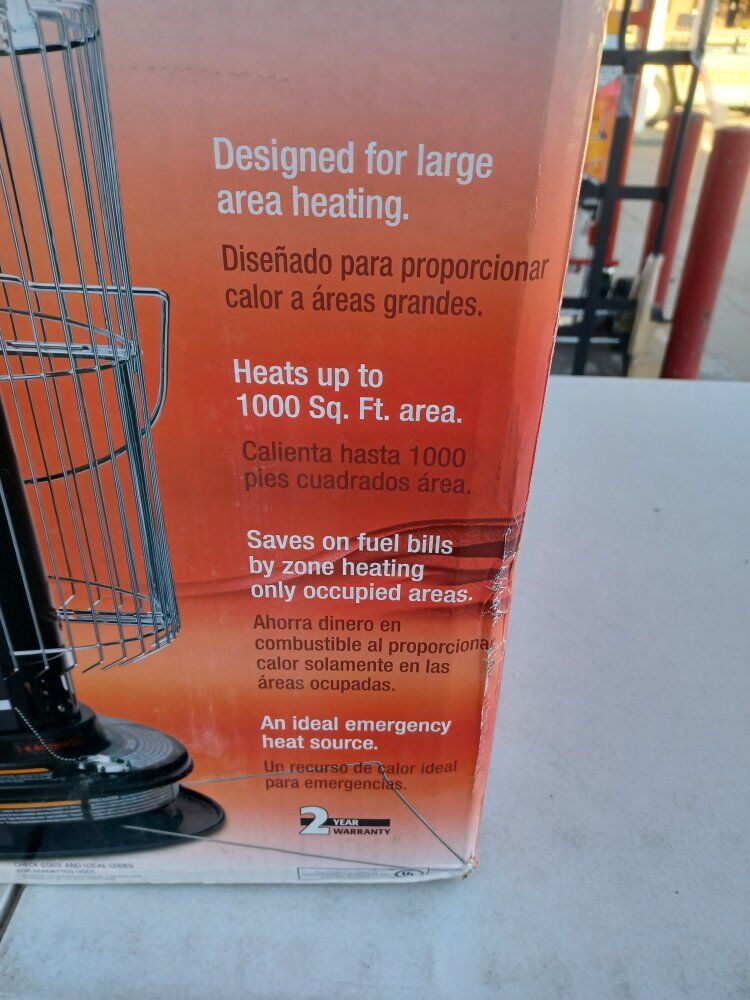 Designed for large
area heating.
Diseñado para proporcionar
calor a áreas grandes.
Heats up to
1000 Sq. Ft. area.
Calienta hasta 1000
pies cuadrados área.
Saves on fuel bills
by zone heating
only occupied areas.
Ahorra dinero en
combustible al proporcionar
calor solamente en las
áreas ocupadas.
An ideal emergency
heat source.
Un recurso de calor ideal
para emergencias.
2 YEAR
WARRANTY
CHECK STATE AND LOCAL CODES
FOR PERMITTED USES